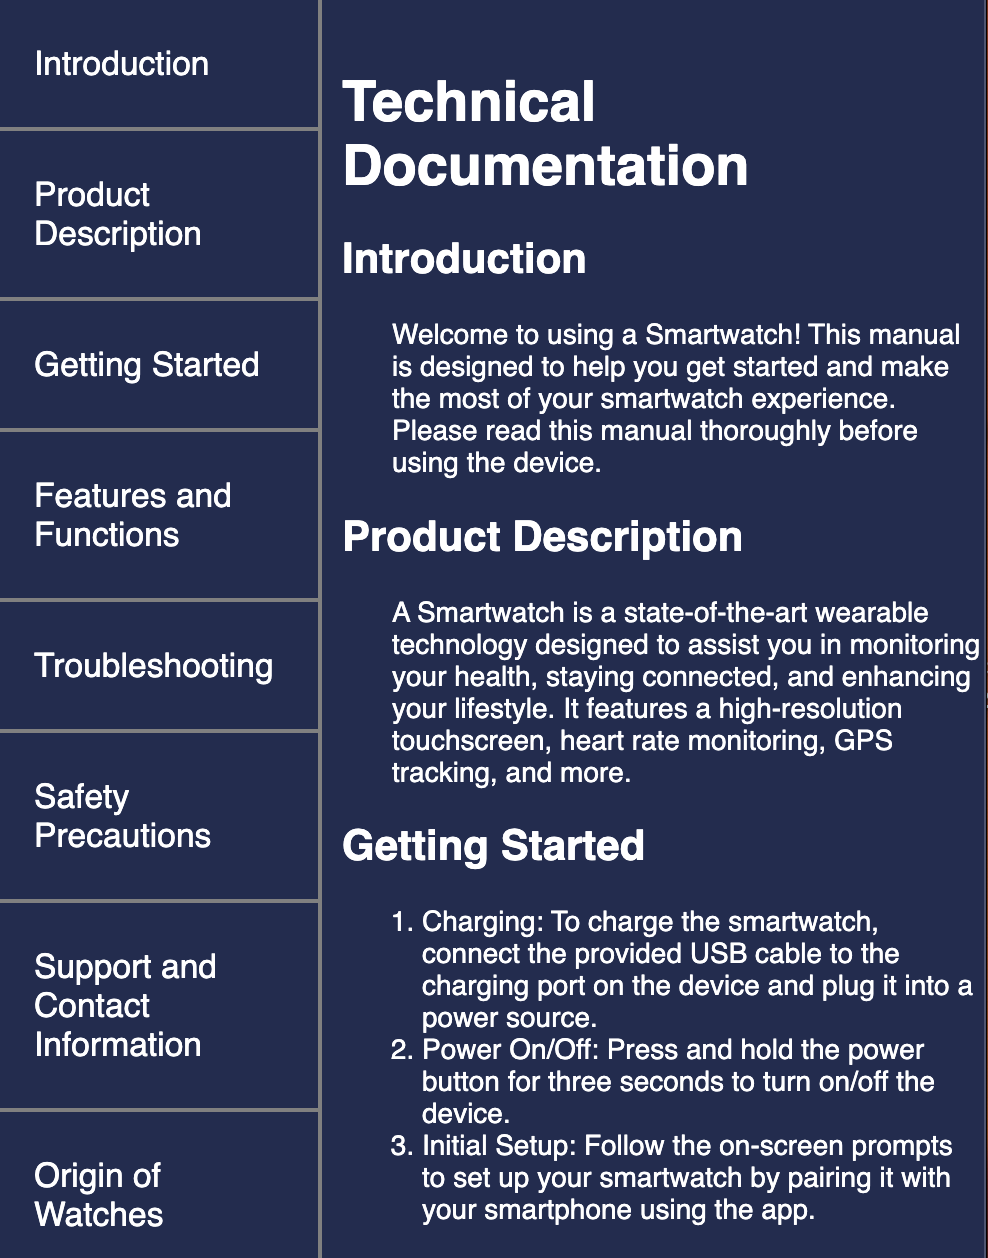 Introduction
Product
Description
Getting Started
Features and
Functions
Troubleshooting
Safety
Precautions
Support and
Contact
Information
Origin of
Watches
Technical
Documentation
Introduction
Welcome to using a Smartwatch! This manual
is designed to help you get started and make
the most of your smartwatch experience.
Please read this manual thoroughly before
using the device.
Product Description
A Smartwatch is a state-of-the-art wearable
technology designed to assist you in monitoring
your health, staying connected, and enhancing
your lifestyle. It features a high-resolution
touchscreen, heart rate monitoring, GPS
tracking, and more.
Getting Started
1. Charging: To charge the smartwatch,
connect the provided USB cable to the
charging port on the device and plug it into a
power source.
2. Power On/Off: Press and hold the power
button for three seconds to turn on/off the
device.
3. Initial Setup: Follow the on-screen prompts
to set up your smartwatch by pairing it with
your smartphone using the app.